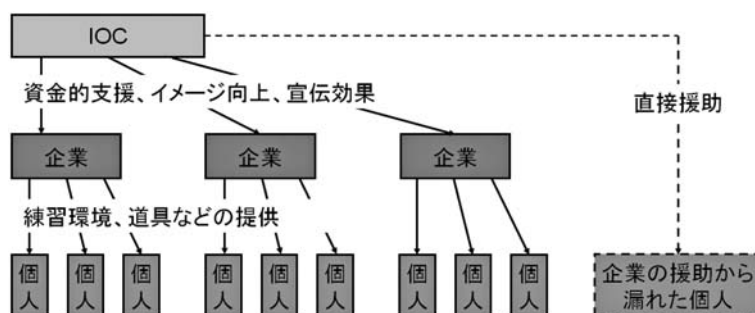 IOC
資金的支援、イメージ向上、宣伝効果
直接援助
企業
企業
企業
練習環境、道具などの提供
個人
個人
個人
個人
個人
個人
個人
個人
個人
企業の援助から
漏れた個人